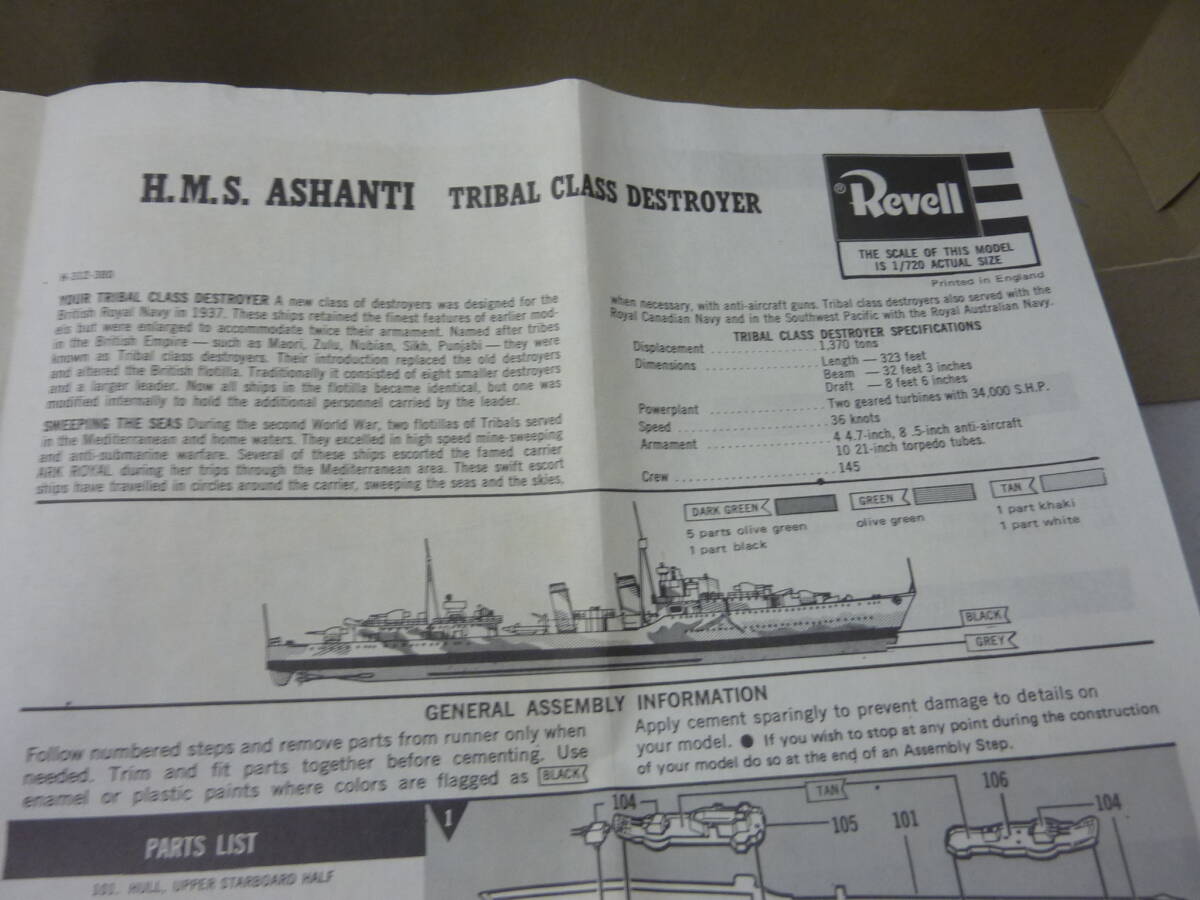 H.M.S. ASHANTI TRIBAL CLASS DESTROYER
Revell
THE SCALE OF THIS MODEL
IS 1/720 ACTUAL SIZE
Printed in England
YOUR TRIBAL CLASS DESTROYER A new class of destroyers was designed for the
British Royal Navy in 1937. These ships retained the finest features of earlier mod-
els but were enlarged to accommodate twice their armament. Named after tribes
in the British Empire — such as Maori, Zulu, Nubian, Sikh, Punjabi — they were
known as Tribal class destroyers. Their introduction replaced the old destroyers
and altered the British flotilla. Traditionally it consisted of eight smaller destroyers
and a larger leader. Now all ships in the flotilla became identical, but one was
modified internally to hold the additional personnel carried by the leader.
SWEEPING THE SEAS During the second World War, two flotillas of Tribals served
in the Mediterranean and home waters. They excelled in high speed mine-sweeping
and anti-submarine warfare. Several of these ships escorted the famed carrier
ARK ROYAL during her trips through the Mediterranean area. These swift escort
ships have travelled in circles around the carrier, sweeping the seas and the skies,
when necessary, with anti-aircraft guns. Tribal class destroyers also served with the
Royal Canadian Navy and in the Southwest Pacific with the Royal Australian Navy.
TRIBAL CLASS DESTROYER SPECIFICATIONS
Displacement . . . . . . . . . . . . . . . . 1,370 tons
Dimensions . . . . . . . . . . . . . . . . Length — 323 feet
Beam — 32 feet 3 inches
Draft — 8 feet 6 inches
Powerplant . . . . . . . . . . . . . . . . Two geared turbines with 34,000 S.H.P.
Speed . . . . . . . . . . . . . . . . 36 knots
Armament . . . . . . . . . . . . . . . . 4 4.7-inch, 8 .5-inch anti-aircraft
10 21-inch torpedo tubes.
Crew . . . . . . . . . . . . . . . . 145
DARK GREEN
5 parts olive green
1 part black
GREEN
olive green
TAN
1 part khaki
1 part white
BLACK
GREY
GENERAL ASSEMBLY INFORMATION
Follow numbered steps and remove parts from runner only when
needed. Trim and fit parts together before cementing. Use
enamel or plastic paints where colors are flagged as BLACK
Apply cement sparingly to prevent damage to details on
your model. ● If you wish to stop at any point during the construction
of your model do so at the end of an Assembly Step.
PARTS LIST
101. HULL, UPPER STARBOARD HALF
1
104
TAN
105
101
106
104